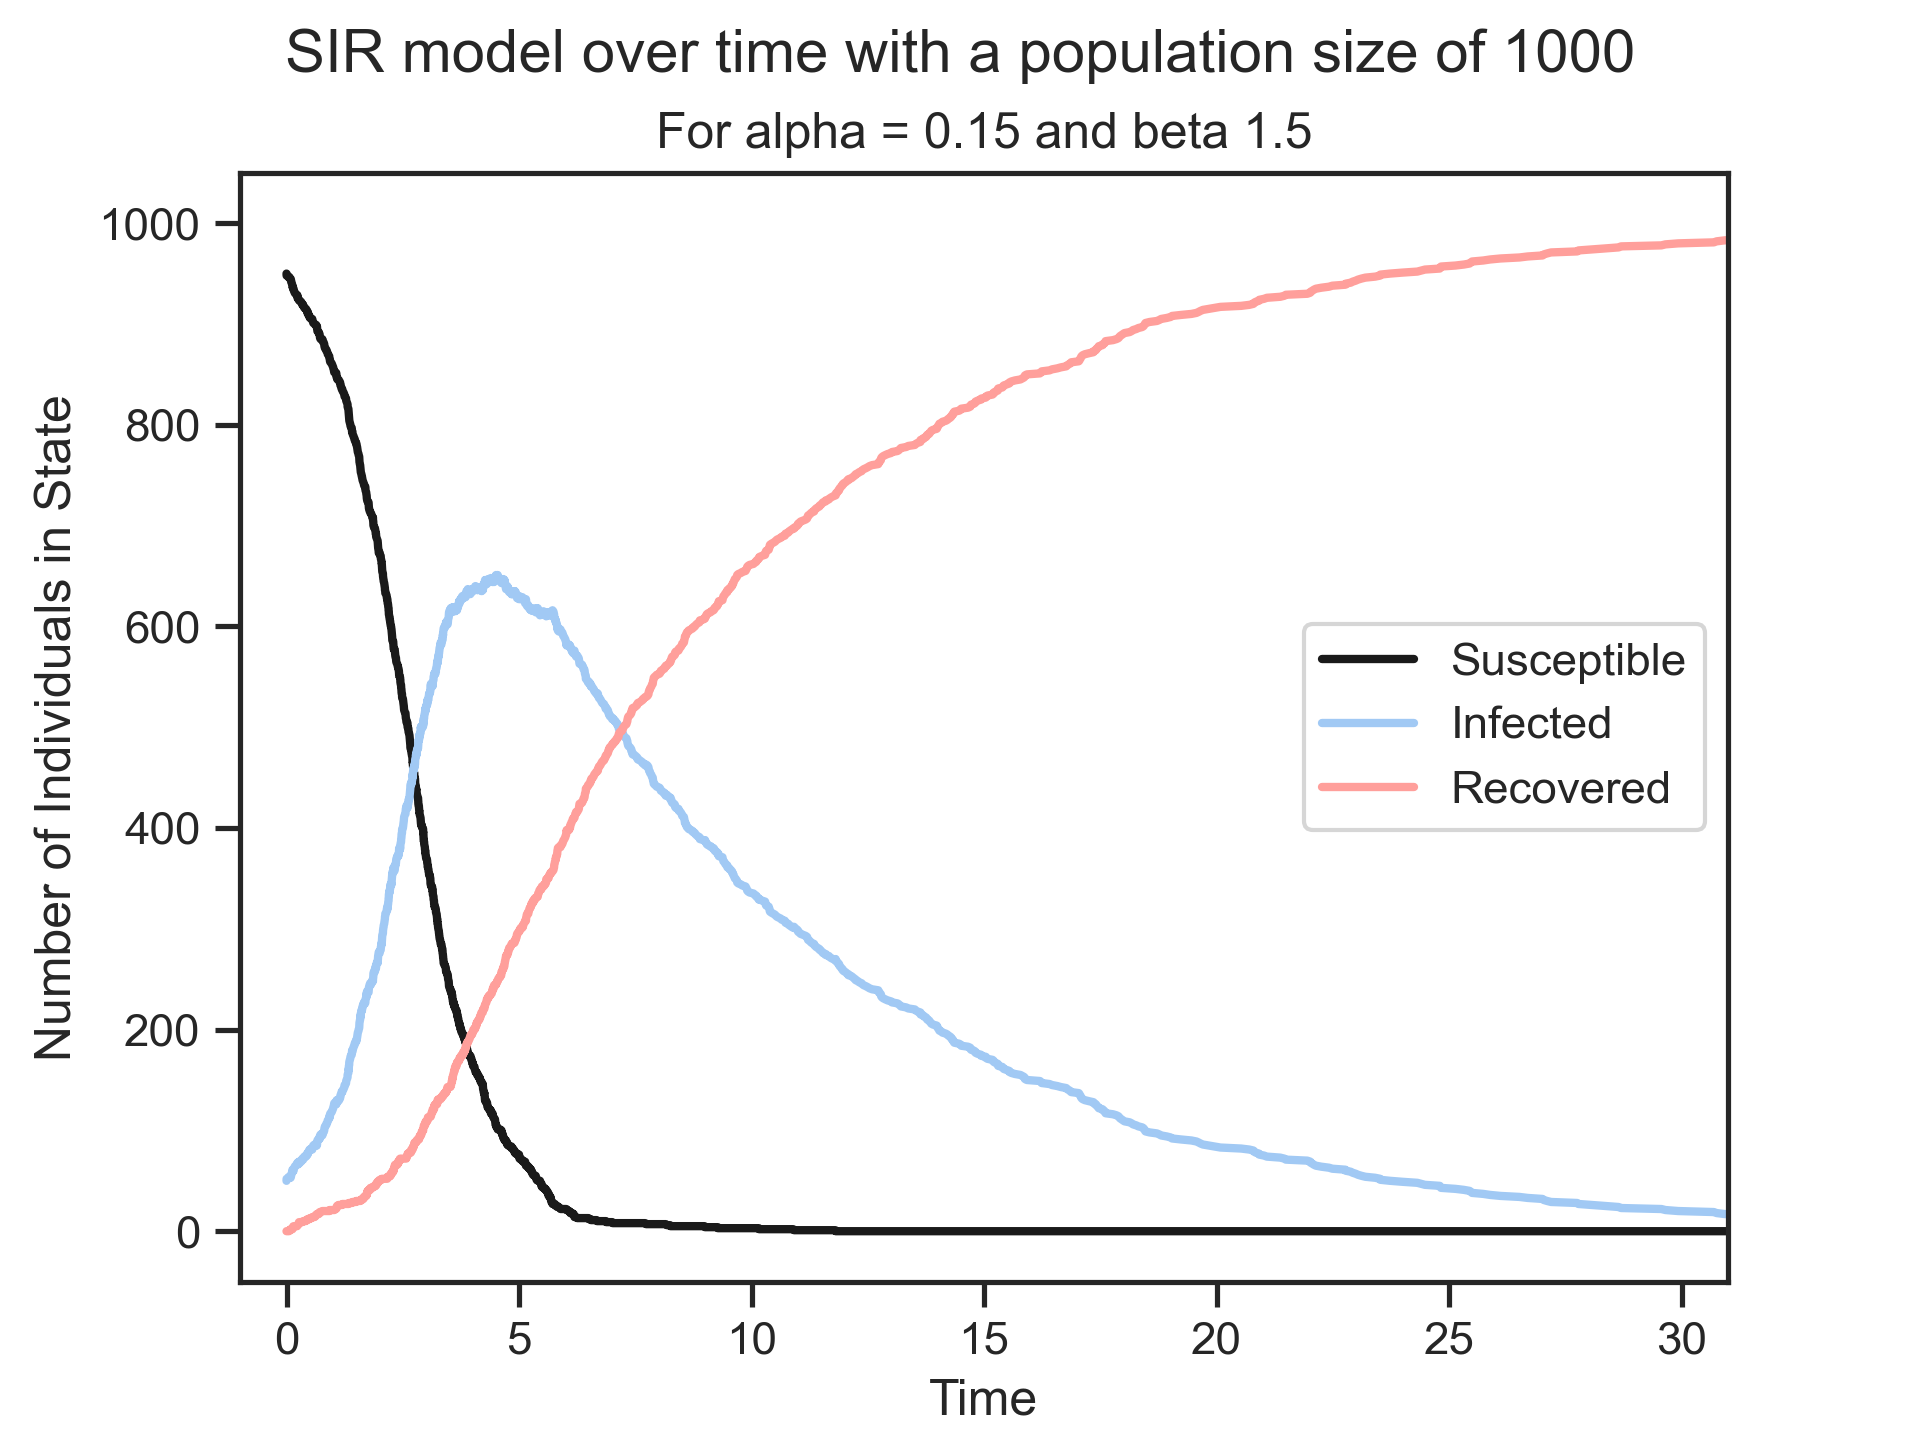 SIR model over time with a population size of 1000
For alpha = 0.15 and beta 1.5
Number of Individuals in State
1000
800
600
400
200
0
Susceptible
Infected
Recovered
0 5 10 15 20 25 30
Time